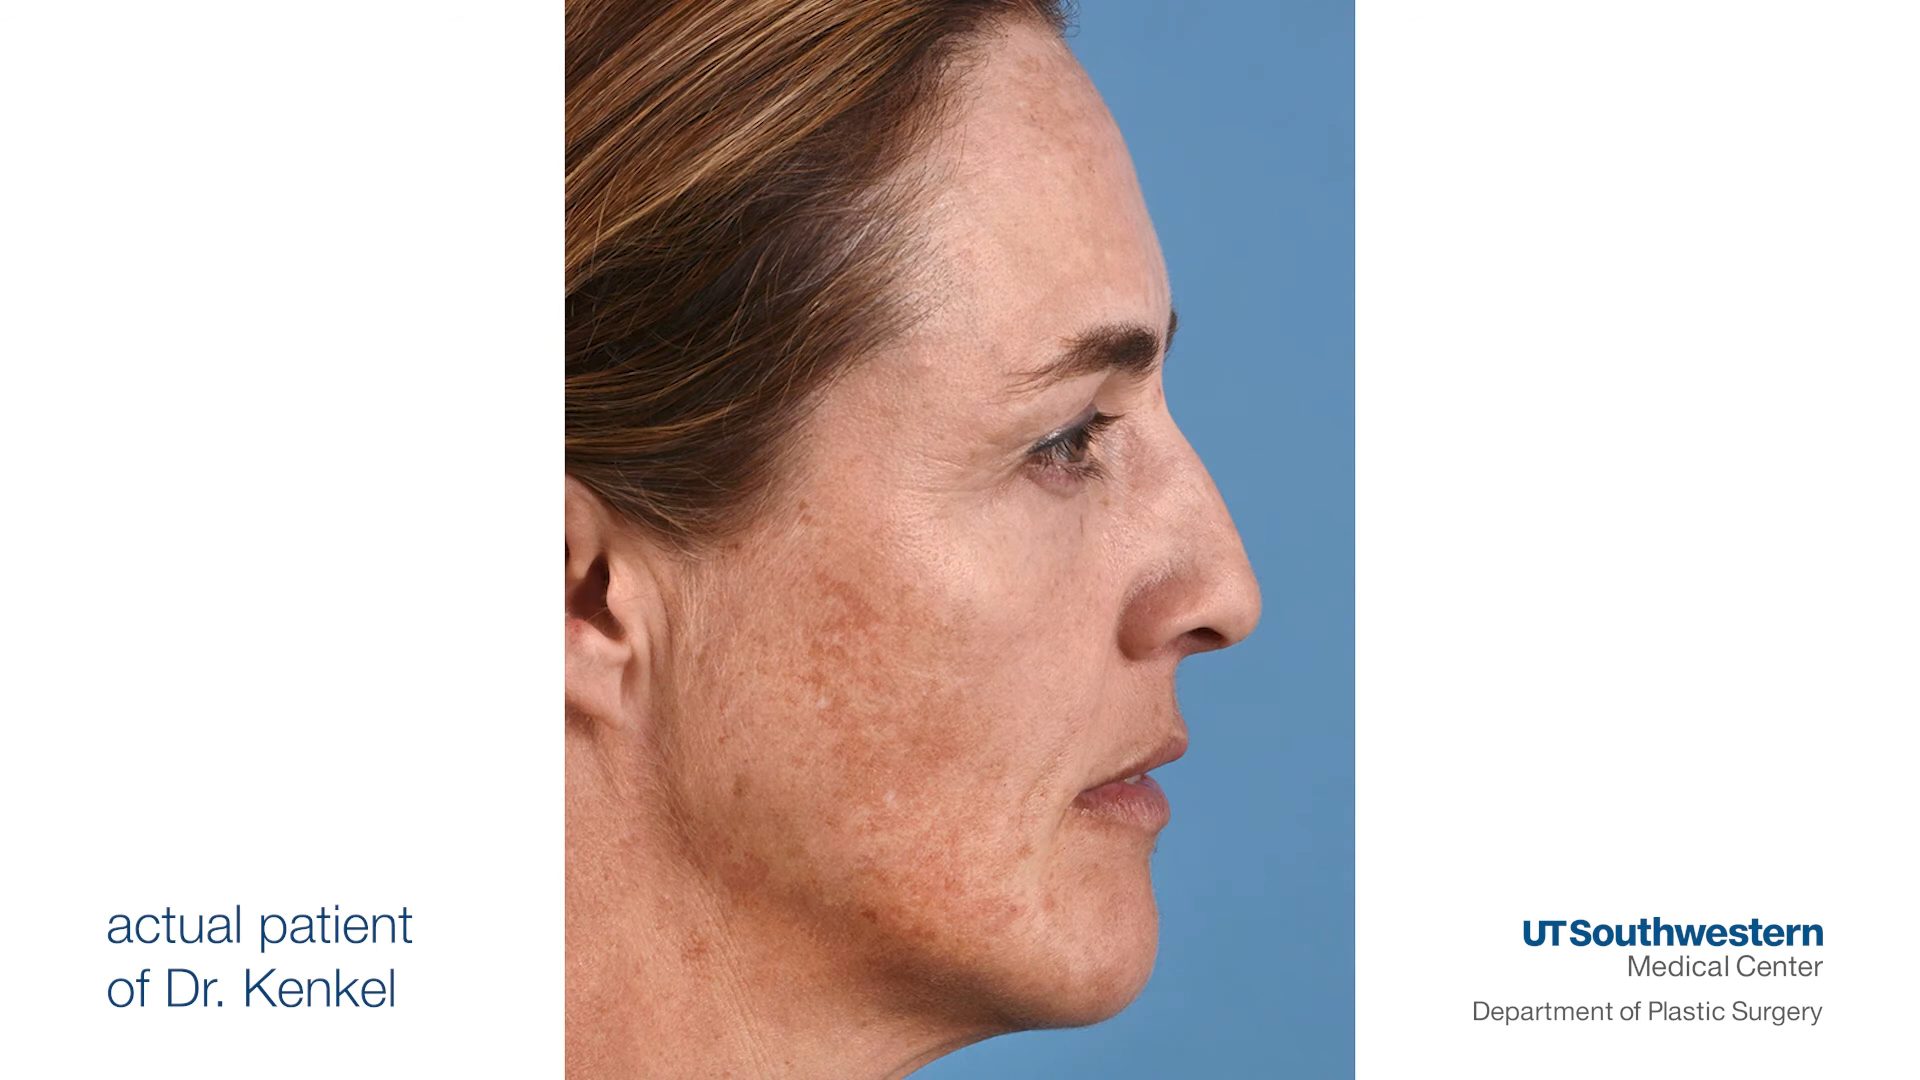 actual patient
of Dr. Kenkel
UTSouthwestern
Medical Center
Department of Plastic Surgery